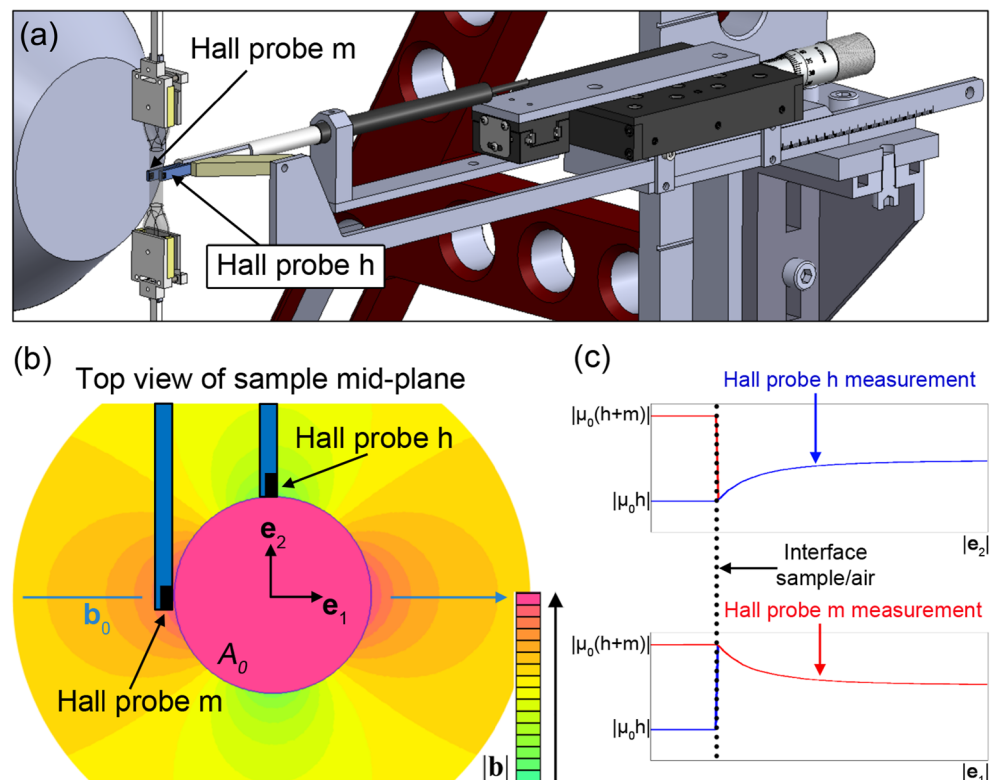 (a)
Hall probe m
Hall probe h
(b)
Top view of sample mid-plane
Hall probe h
e₂
e₁
b₀
A₀
Hall probe m
|b|
(c)
Hall probe h measurement
|μ₀(h+m)|
|μ₀h|
|e₂|
Interface
sample/air
Hall probe m measurement
|μ₀(h+m)|
|μ₀h|
|e₁|